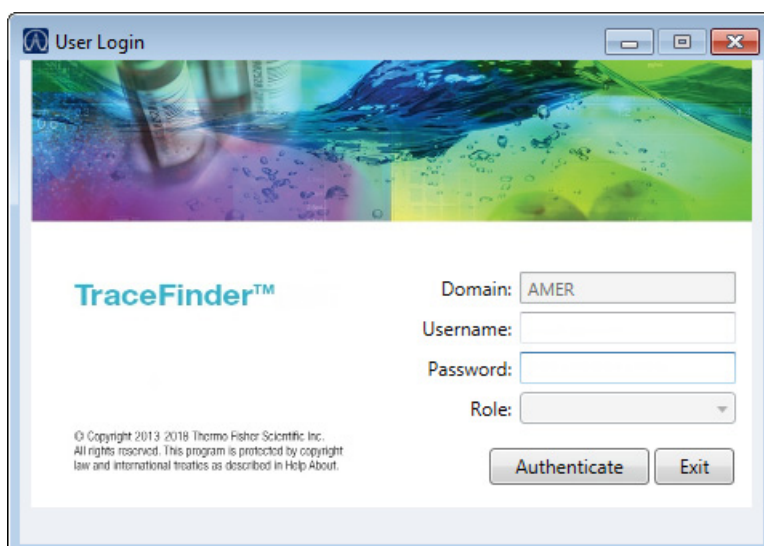 User Login
TraceFinder™
Domain: AMER
Username:
Password:
Role:
© Copyright 2013-2018 Thermo Fisher Scientific Inc.
All rights reserved. This program is protected by copyright
law and international treaties as described in Help About.
Authenticate Exit